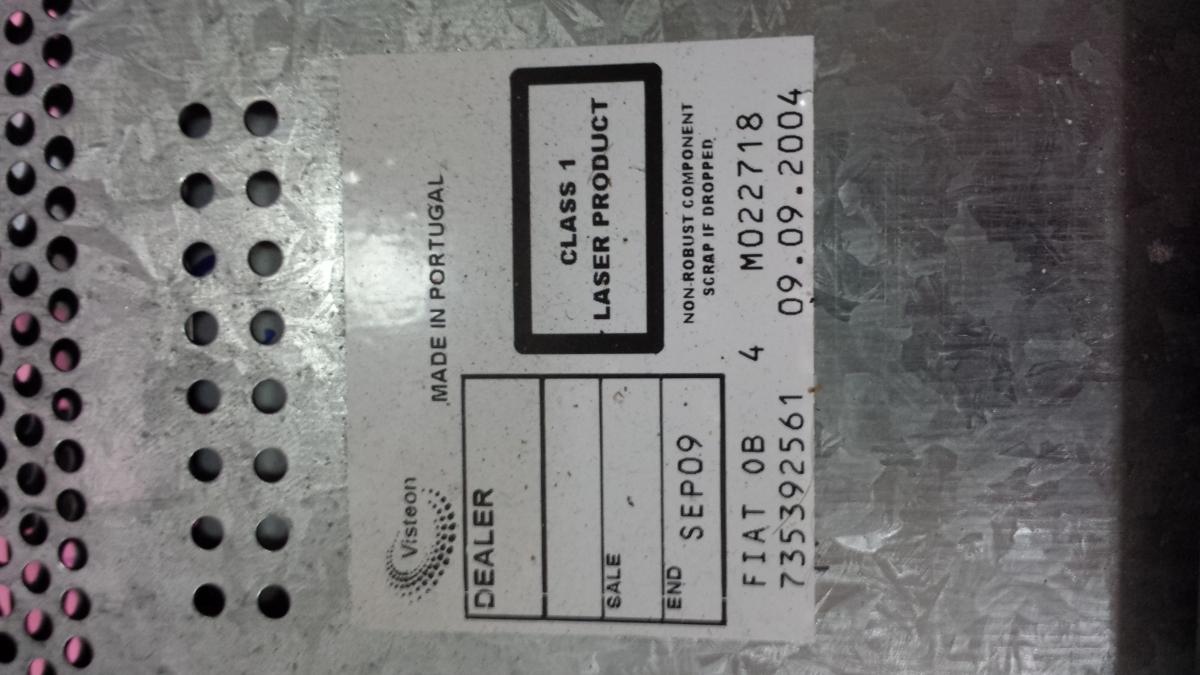 Visteon
MADE IN PORTUGAL
DEALER
SALE
END SEP09
CLASS 1
LASER PRODUCT
NON-ROBUST COMPONENT
SCRAP IF DROPPED
FIAT 0B 4 M022718
7353392561 09.09.2004